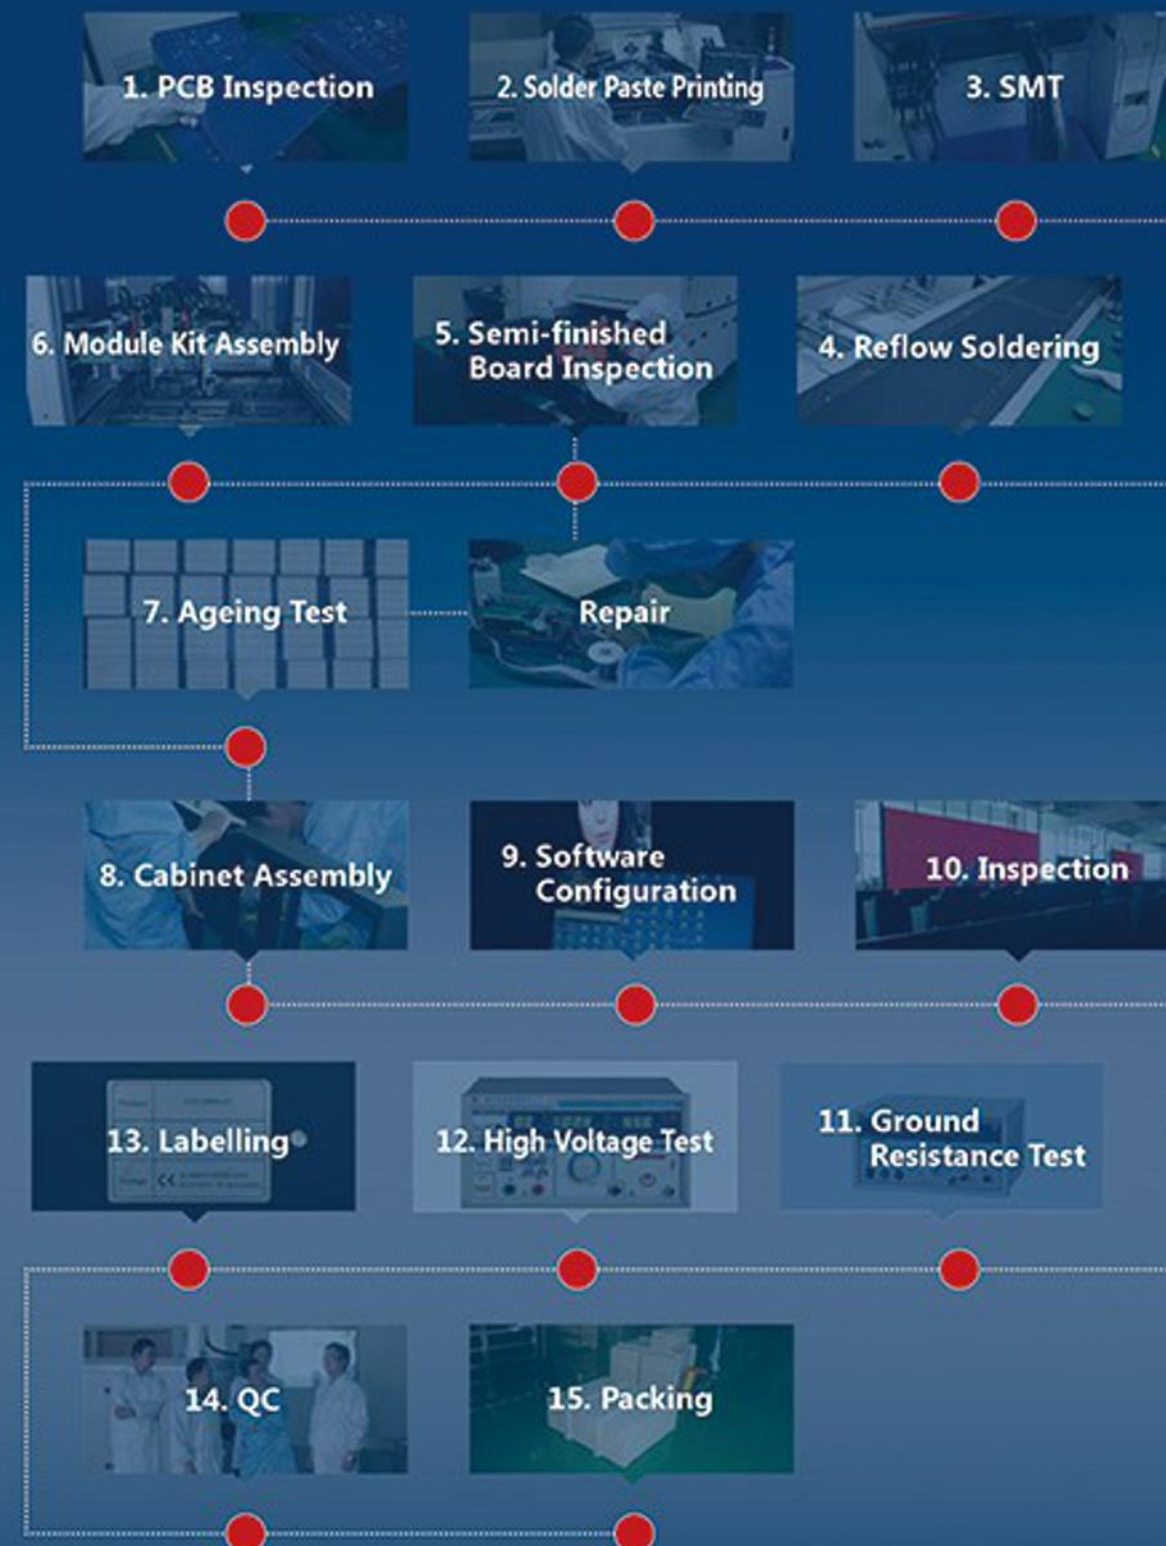 1. PCB Inspection
2. Solder Paste Printing
3. SMT
6. Module Kit Assembly
5. Semi-finished
Board Inspection
4. Reflow Soldering
7. Ageing Test
Repair
8. Cabinet Assembly
9. Software
Configuration
10. Inspection
13. Labelling
12. High Voltage Test
11. Ground
Resistance Test
14. QC
15. Packing